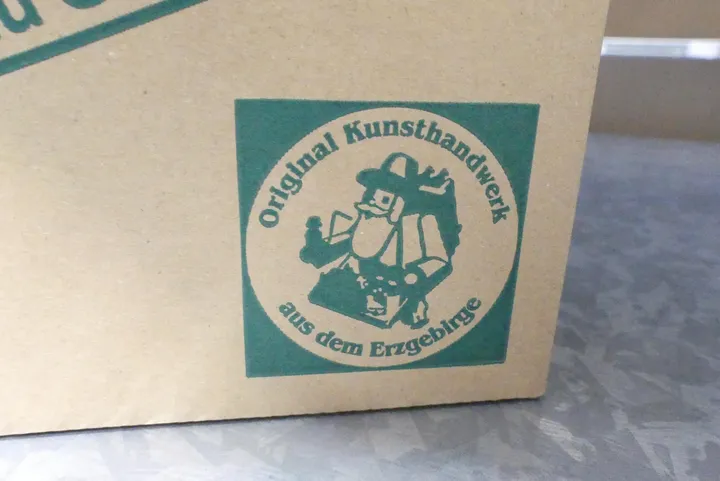 Original Kunsthandwerk
aus dem Erzgebirge